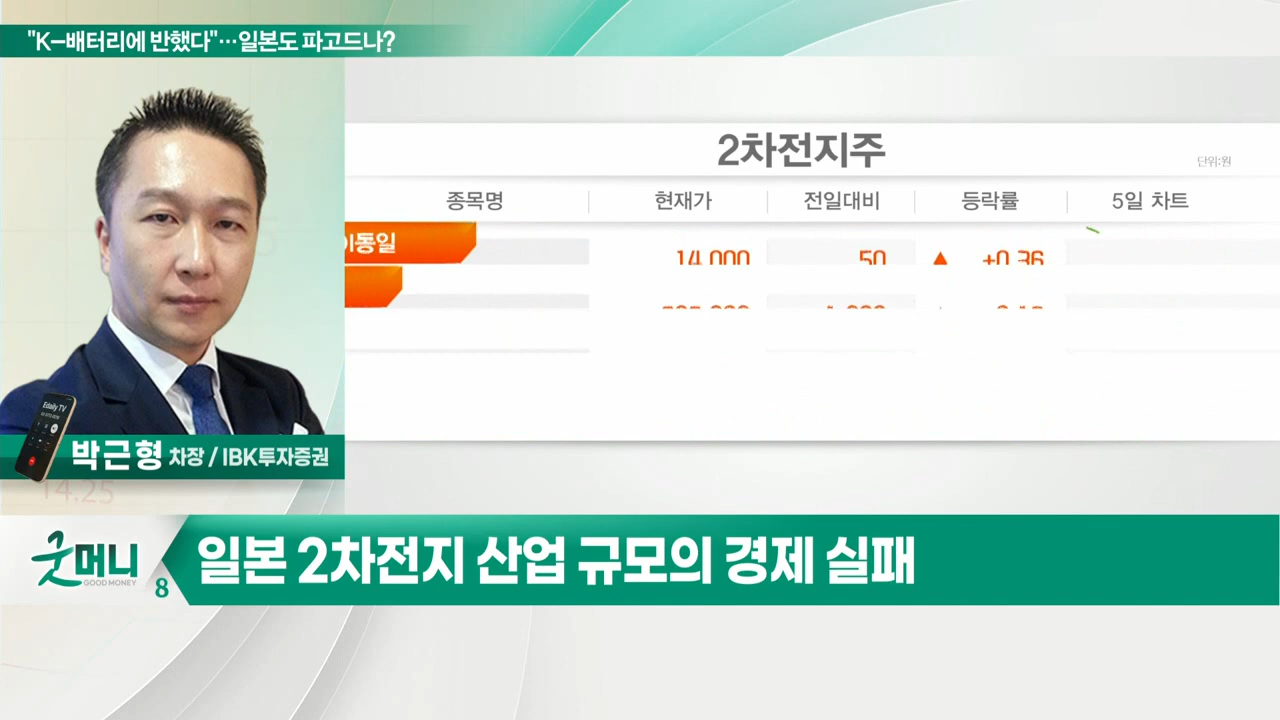 "K-배터리에 반했다"…일본도 파고드나?
2차전지주
단위:원
종목명 현재가 전일대비 등락률 5일 차트
이동일 14,000 50 ▲ +0.36
Edaily TV
박근형 차장 / IBK투자증권
14.25
굿머니 8
GOOD MONEY
일본 2차전지 산업 규모의 경제 실패